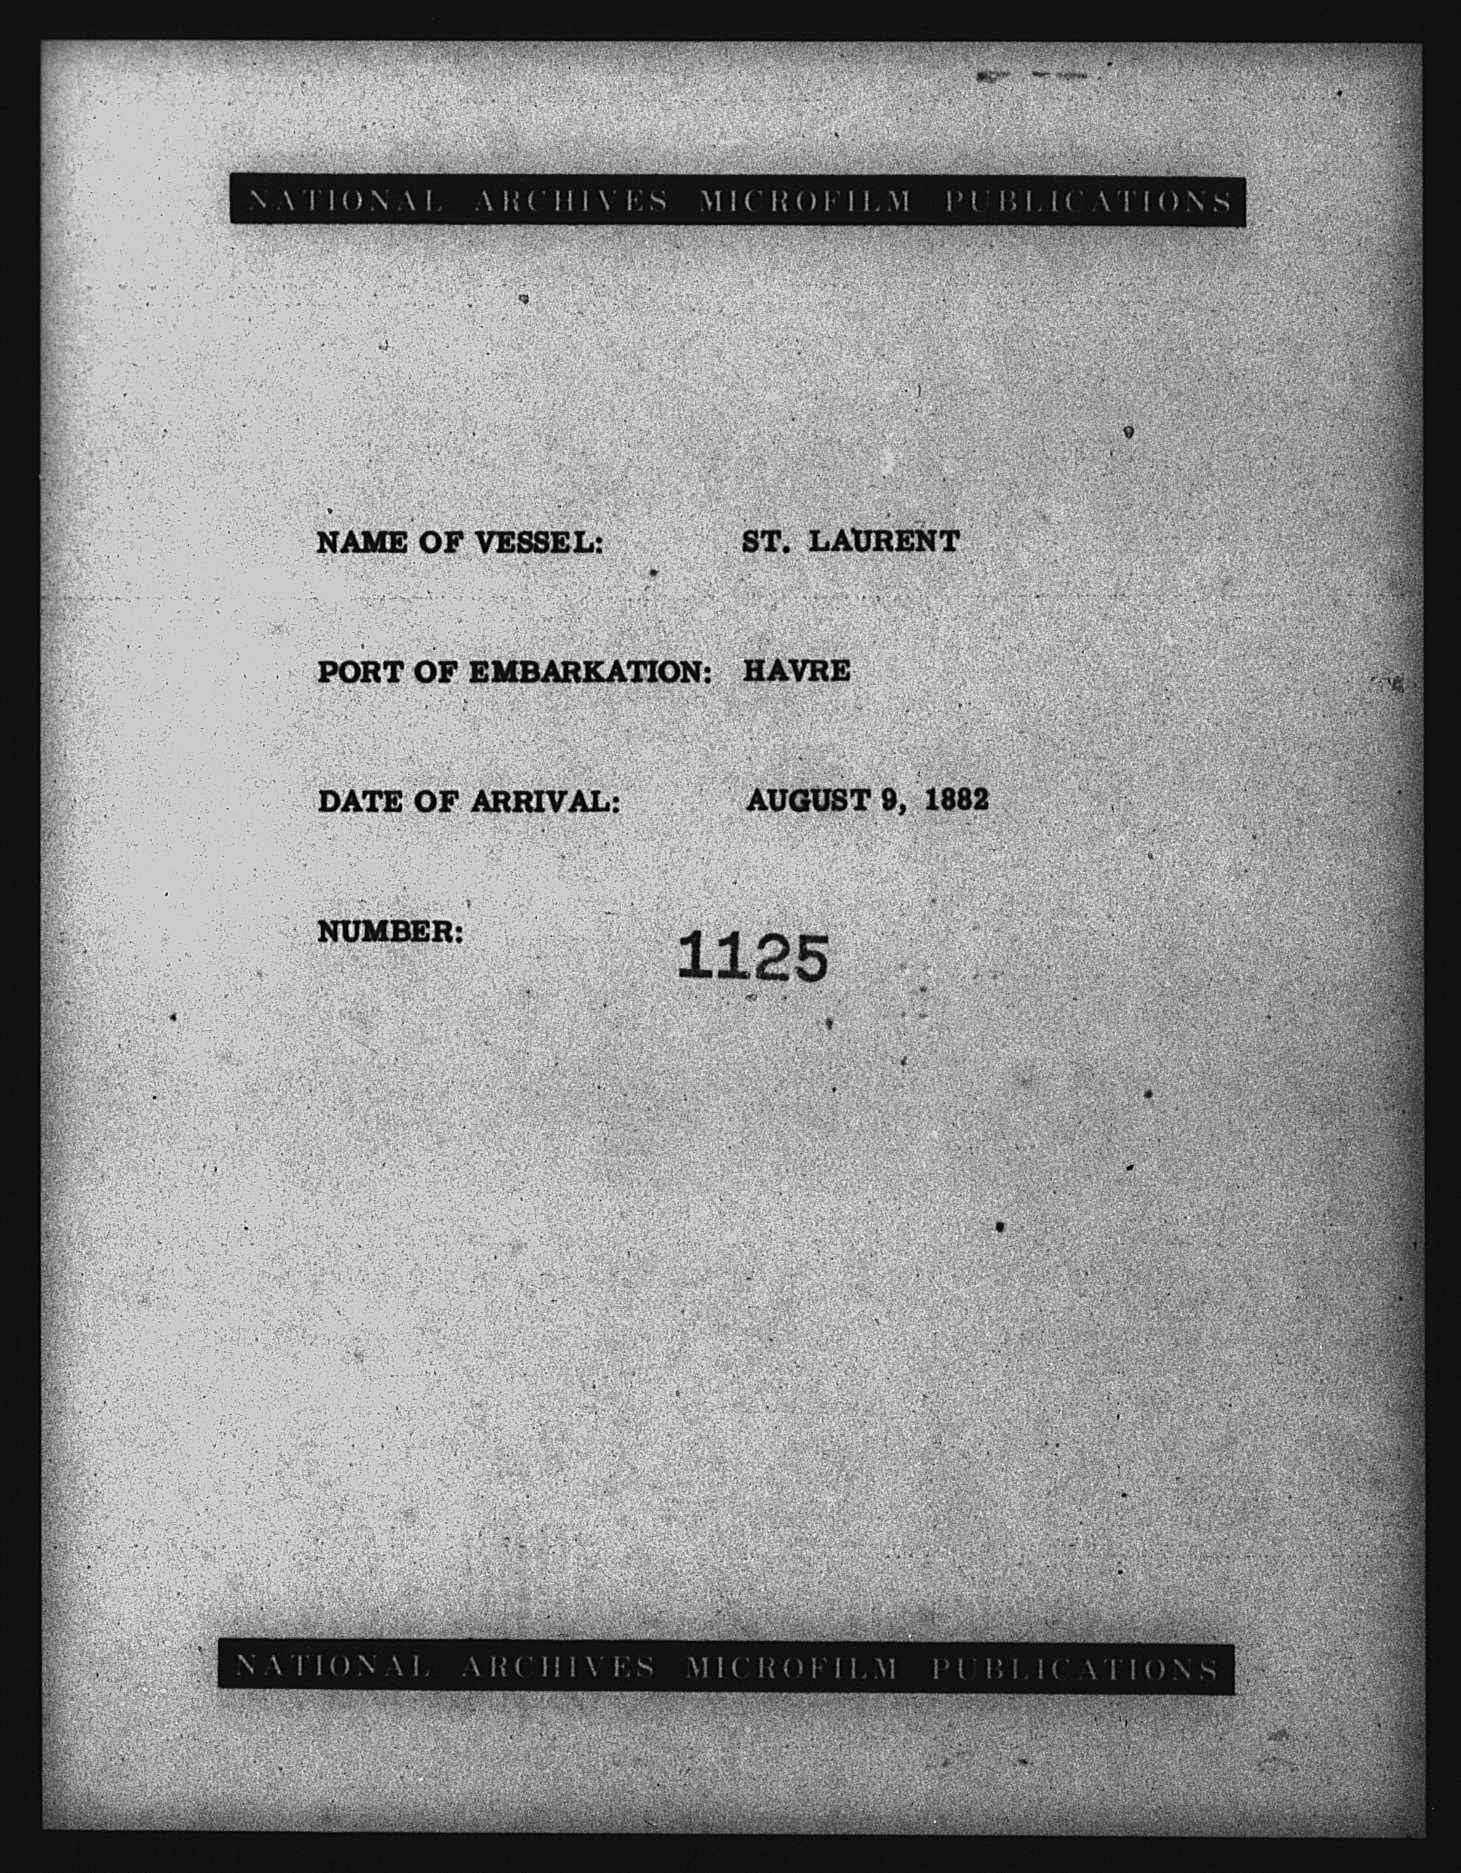 NATIONAL ARCHIVES MICROFILM PUBLICATIONS
NAME OF VESSEL: ST. LAURENT
PORT OF EMBARKATION: HAVRE
DATE OF ARRIVAL: AUGUST 9, 1882
NUMBER: 1125
NATIONAL ARCHIVES MICROFILM PUBLICATIONS